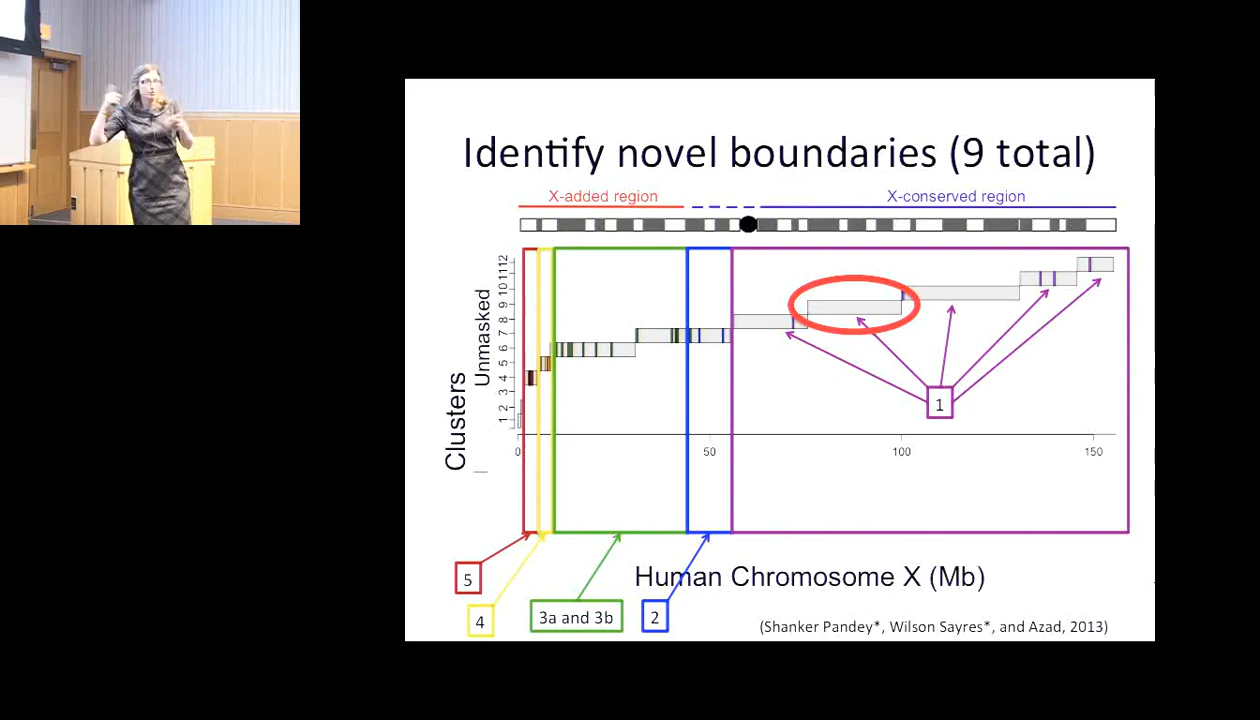 Identify novel boundaries (9 total)
X-added region
X-conserved region
Clusters
Unmasked
1 2 3 4 5 6 7 8 9 10 11 12
1
0 50 100 150
5
4
3a and 3b
2
Human Chromosome X (Mb)
(Shanker Pandey*, Wilson Sayres*, and Azad, 2013)